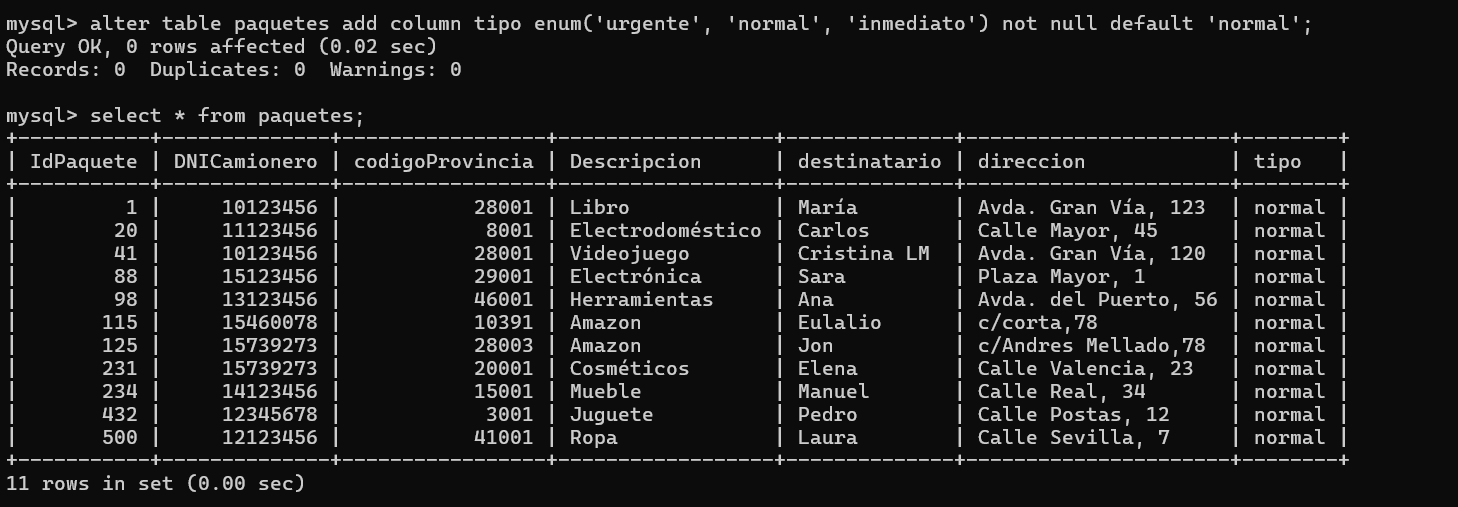 mysql> alter table paquetes add column tipo enum('urgente', 'normal', 'inmediato') not null default 'normal';
Query OK, 0 rows affected (0.02 sec)
Records: 0  Duplicates: 0  Warnings: 0

mysql> select * from paquetes;
+-----------+--------------+-----------------+------------------+--------------+----------------------+--------+
| IdPaquete | DNICamionero | codigoProvincia | Descripcion      | destinatario | direccion            | tipo   |
+-----------+--------------+-----------------+------------------+--------------+----------------------+--------+
|         1 |     10123456 |           28001 | Libro            | María        | Avda. Gran Vía, 123  | normal |
|        20 |     11123456 |            8001 | Electrodoméstico | Carlos       | Calle Mayor, 45      | normal |
|        41 |     10123456 |           28001 | Videojuego       | Cristina LM  | Avda. Gran Vía, 120  | normal |
|        88 |     15123456 |           29001 | Electrónica      | Sara         | Plaza Mayor, 1       | normal |
|        98 |     13123456 |           46001 | Herramientas     | Ana          | Avda. del Puerto, 56 | normal |
|       115 |     15460078 |           10391 | Amazon           | Eulalio      | c/corta,78           | normal |
|       125 |     15739273 |           28003 | Amazon           | Jon          | c/Andres Mellado,78  | normal |
|       231 |     15739273 |           20001 | Cosméticos       | Elena        | Calle Valencia, 23   | normal |
|       234 |     14123456 |           15001 | Mueble           | Manuel       | Calle Real, 34       | normal |
|       432 |     12345678 |            3001 | Juguete          | Pedro        | Calle Postas, 12     | normal |
|       500 |     12123456 |           41001 | Ropa             | Laura        | Calle Sevilla, 7     | normal |
+-----------+--------------+-----------------+------------------+--------------+----------------------+--------+
11 rows in set (0.00 sec)